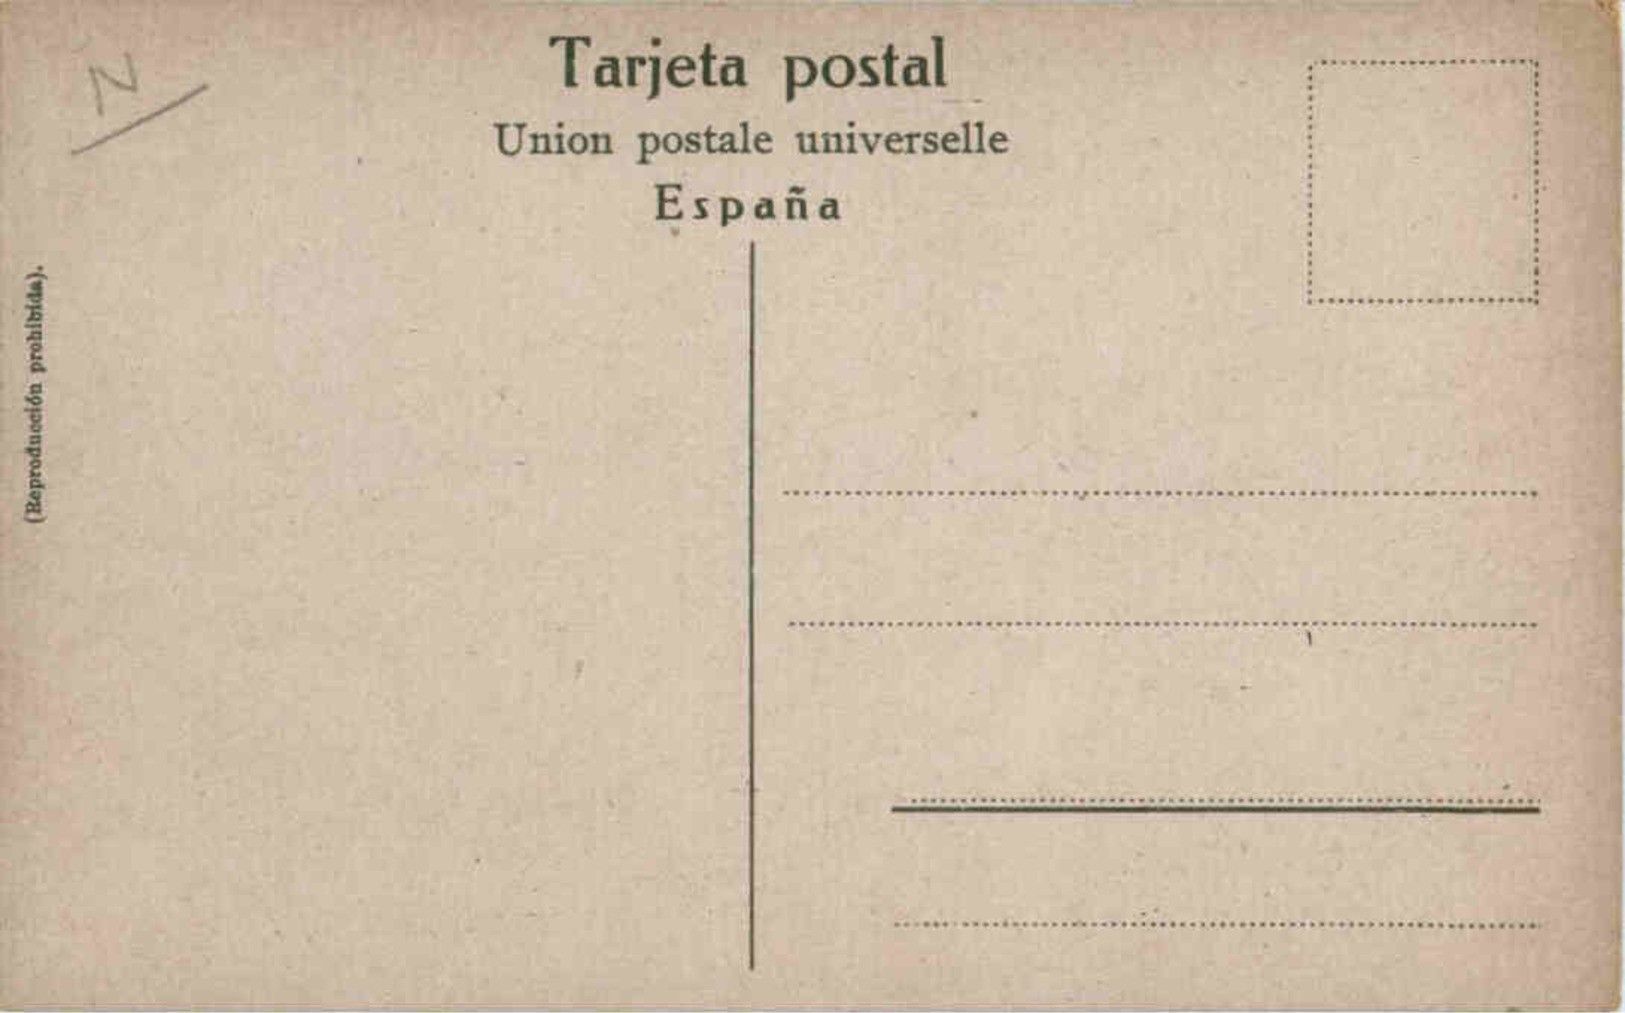 N
Tarjeta postal
Union postale universelle
España
(Reproducción prohibida).